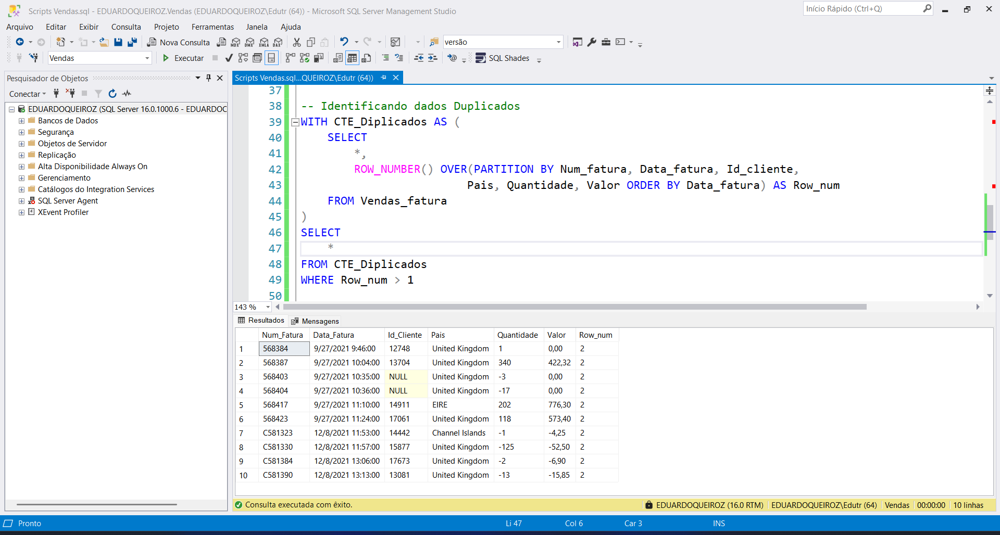 Scripts Vendas.sql - EDUARDOQUEIROZ.Vendas (EDUARDOQUEIROZ\Edutr (64)) - Microsoft SQL Server Management Studio
Início Rápido (Ctrl+Q)
Arquivo Editar Exibir Consulta Projeto Ferramentas Janela Ajuda
Nova Consulta MDX DMX XMLA DAX versão
Vendas Executar SQL Shades
Pesquisador de Objetos
Conectar
EDUARDOQUEIROZ (SQL Server 16.0.1000.6 - EDUARDOC
Bancos de Dados
Segurança
Objetos de Servidor
Replicação
Alta Disponibilidade Always On
Gerenciamento
Catálogos do Integration Services
SQL Server Agent
XEvent Profiler
Scripts Vendas.sql...QUEIROZ\Edutr (64))
37
38 -- Identificando dados Duplicados
39 WITH CTE_Diplicados AS (
40 SELECT
41 *,
42 ROW_NUMBER() OVER(PARTITION BY Num_fatura, Data_fatura, Id_cliente,
43 Pais, Quantidade, Valor ORDER BY Data_fatura) AS Row_num
44 FROM Vendas_fatura
45 )
46 SELECT
47 *
48 FROM CTE_Diplicados
49 WHERE Row_num > 1
50
143 %
Resultados Mensagens
Num_Fatura Data_Fatura Id_Cliente Pais Quantidade Valor Row_num
1 568384 9/27/2021 9:46:00 12748 United Kingdom 1 0,00 2
2 568387 9/27/2021 10:04:00 13704 United Kingdom 340 422,32 2
3 568403 9/27/2021 10:35:00 NULL United Kingdom -3 0,00 2
4 568404 9/27/2021 10:36:00 NULL United Kingdom -17 0,00 2
5 568417 9/27/2021 11:10:00 14911 EIRE 202 776,30 2
6 568423 9/27/2021 11:24:00 17061 United Kingdom 118 573,40 2
7 C581323 12/8/2021 11:53:00 14442 Channel Islands -1 -4,25 2
8 C581330 12/8/2021 11:57:00 15877 United Kingdom -125 -52,50 2
9 C581384 12/8/2021 13:06:00 17673 United Kingdom -2 -6,90 2
10 C581390 12/8/2021 13:13:00 13081 United Kingdom -13 -15,85 2
Consulta executada com êxito. EDUARDOQUEIROZ (16.0 RTM) EDUARDOQUEIROZ\Edutr (64) Vendas 00:00:00 10 linhas
Pronto Li 47 Col 6 Car 3 INS